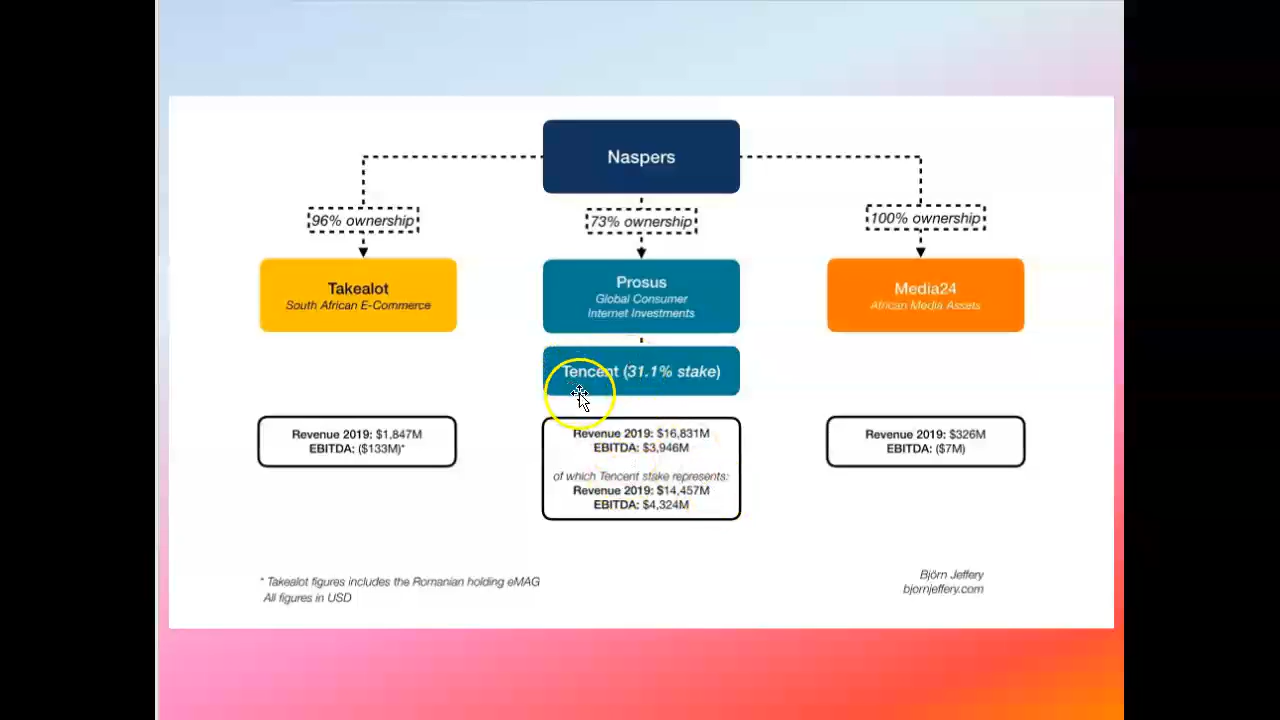 Naspers
96% ownership
73% ownership
100% ownership
Takealot
South African E-Commerce
Prosus
Global Consumer
Internet Investments
Media24
African Media Assets
Tencent (31.1% stake)
Revenue 2019: $1,847M
EBITDA: ($133M)*
Revenue 2019: $16,831M
EBITDA: $3,946M
of which Tencent stake represents:
Revenue 2019: $14,457M
EBITDA: $4,324M
Revenue 2019: $326M
EBITDA: ($7M)
* Takealot figures includes the Romanian holding eMAG
All figures in USD
Björn Jeffery
bjornjeffery.com